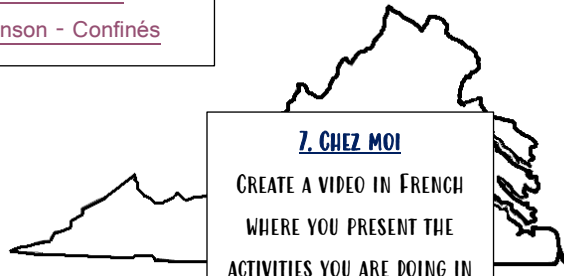 nson - Confinés
7. Chez moi
Create a video in French
where you present the
activities you are doing in